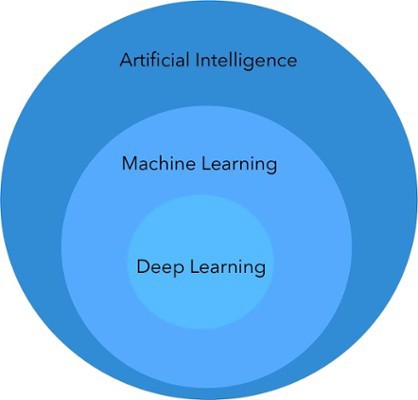 Artificial Intelligence
Machine Learning
Deep Learning